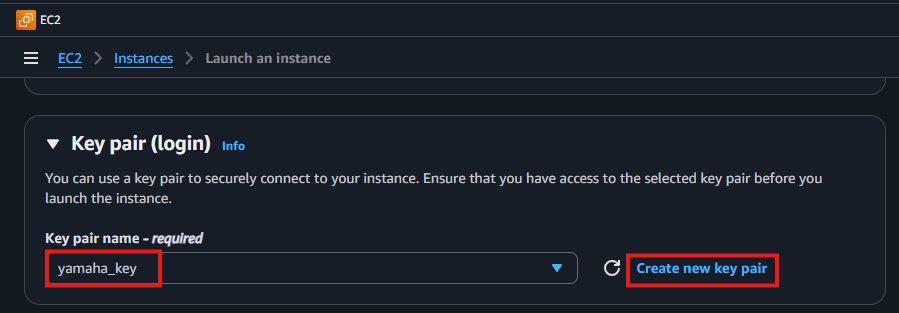 EC2
EC2 > Instances > Launch an instance
Key pair (login) Info
You can use a key pair to securely connect to your instance. Ensure that you have access to the selected key pair before you
launch the instance.
Key pair name - required
yamaha_key
Create new key pair